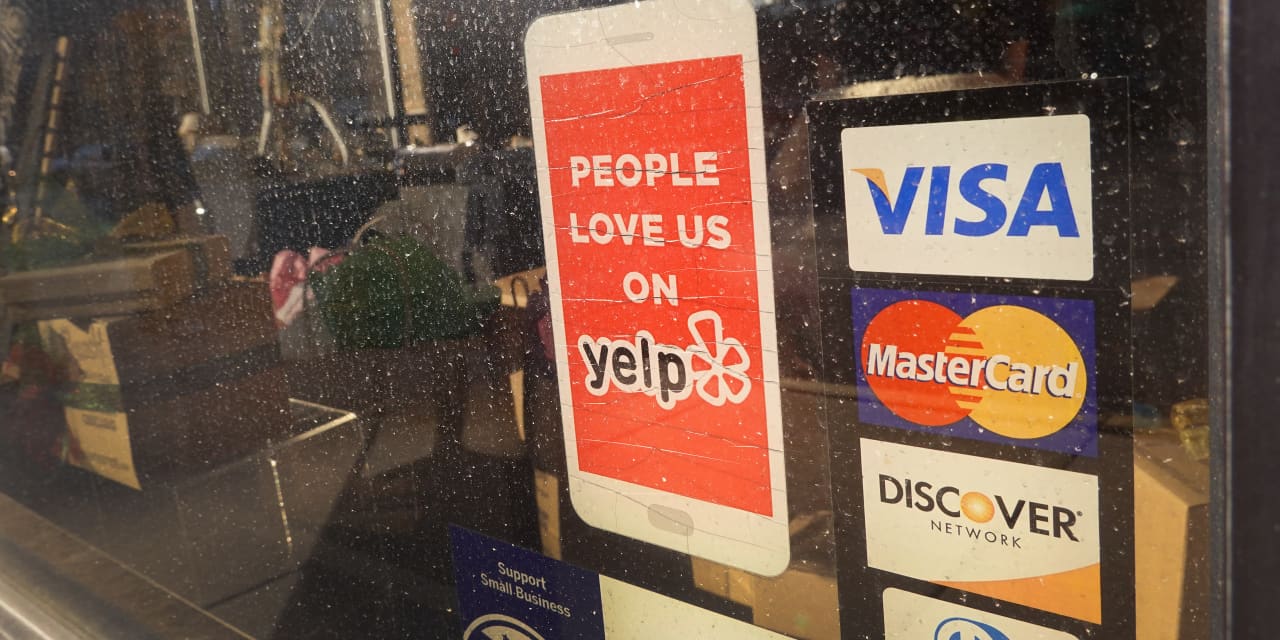 PEOPLE
LOVE US
ON
yelp
VISA
MasterCard
DISCOVER
NETWORK
Support
Small Business